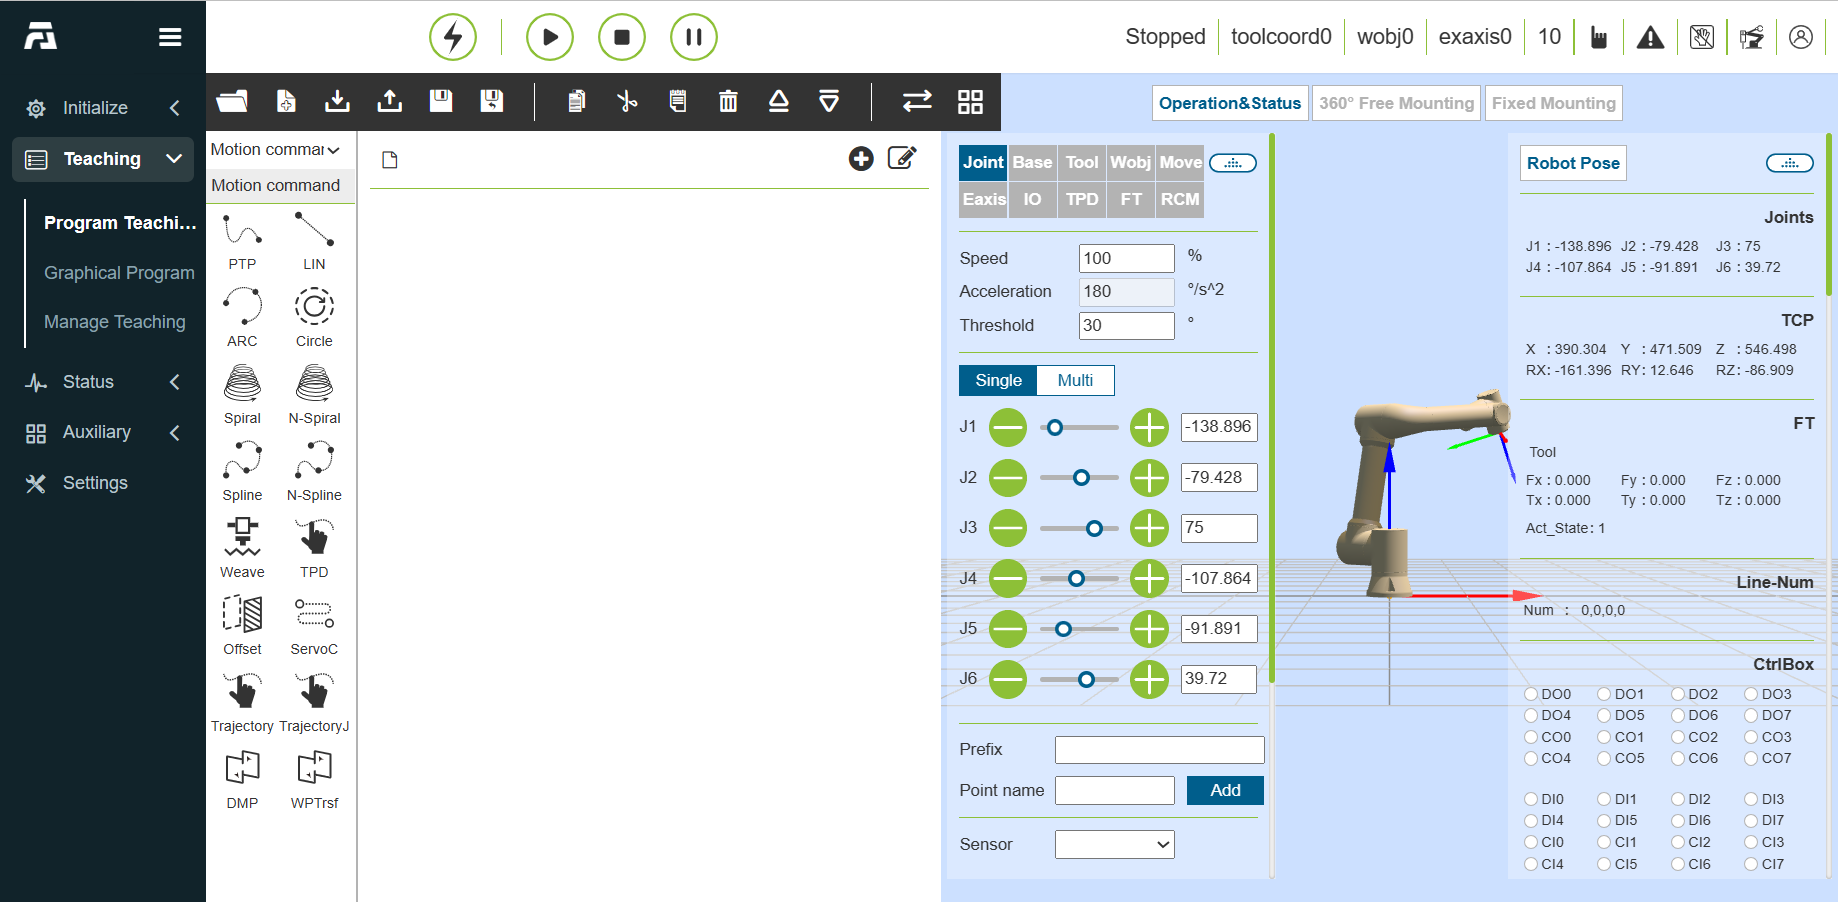 Stopped toolcoord0 wobj0 exaxis0 10
Initialize
Teaching
Program Teachi...
Graphical Program
Manage Teaching
Status
Auxiliary
Settings
Operation&Status 360° Free Mounting Fixed Mounting
Motion command
PTP LIN
ARC Circle
Spiral N-Spiral
Spline N-Spline
Weave TPD
Offset ServoC
Trajectory TrajectoryJ
DMP WPTrsf
Joint Base Tool Wobj Move
Eaxis IO TPD FT RCM
Speed 100 %
Acceleration 180 °/s^2
Threshold 30 °
Single Multi
J1 -138.896
J2 -79.428
J3 75
J4 -107.864
J5 -91.891
J6 39.72
Prefix
Point name Add
Sensor
Robot Pose
Joints
J1 : -138.896 J2 : -79.428 J3 : 75
J4 : -107.864 J5 : -91.891 J6 : 39.72
TCP
X : 390.304 Y : 471.509 Z : 546.498
RX: -161.396 RY: 12.646 RZ: -86.909
FT
Tool
Fx : 0.000 Fy : 0.000 Fz : 0.000
Tx : 0.000 Ty : 0.000 Tz : 0.000
Act_State: 1
Line-Num
Num : 0,0,0,0
CtrlBox
DO0 DO1 DO2 DO3
DO4 DO5 DO6 DO7
CO0 CO1 CO2 CO3
CO4 CO5 CO6 CO7
DI0 DI1 DI2 DI3
DI4 DI5 DI6 DI7
CI0 CI1 CI2 CI3
CI4 CI5 CI6 CI7